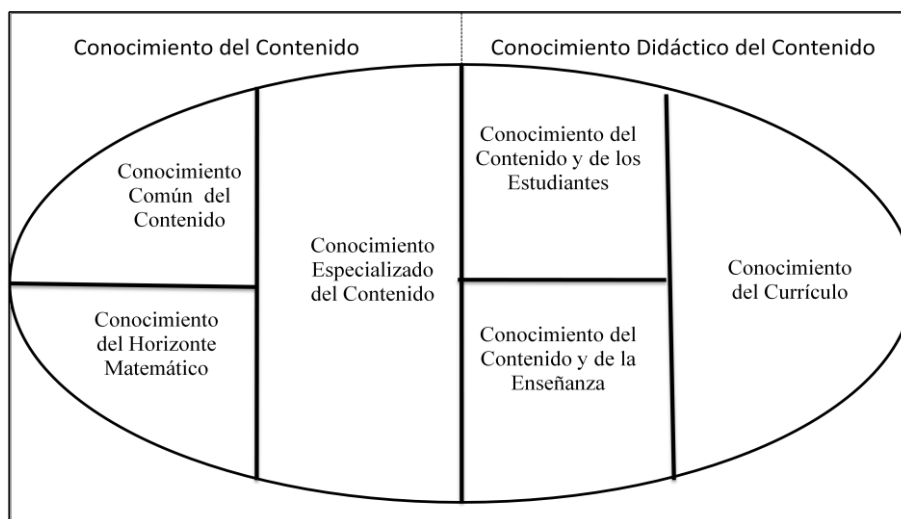 Conocimiento del Contenido
Conocimiento Didáctico del Contenido
Conocimiento
Común del
Contenido
Conocimiento
del Horizonte
Matemático
Conocimiento
Especializado
del Contenido
Conocimiento del
Contenido y de los
Estudiantes
Conocimiento del
Contenido y de la
Enseñanza
Conocimiento
del Currículo